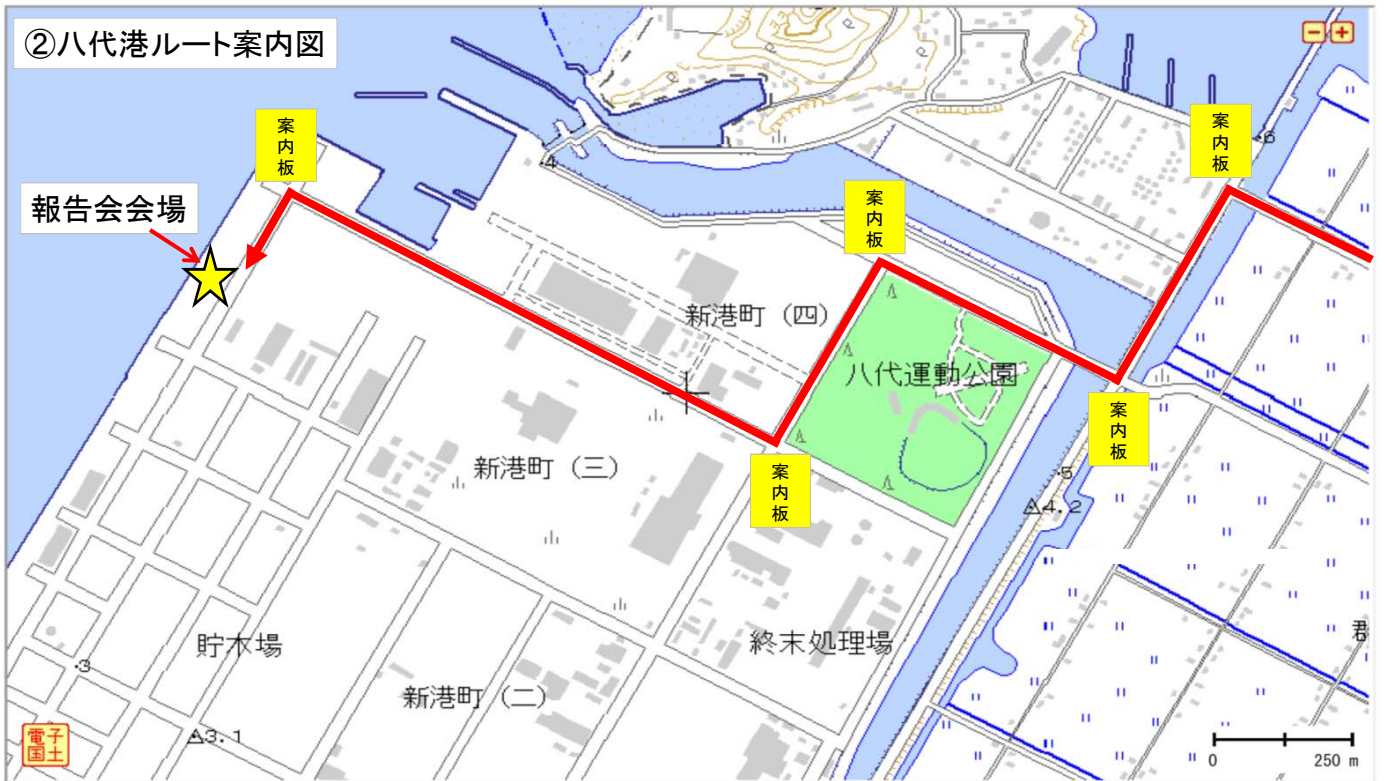 ②八代港ルート案内図
− +
案内板
案内板
案内板
報告会会場
・4
・6
新港町(四)
八代運動公園
案内板
案内板
新港町(三)
・5
△4.2
終末処理場
貯木場
新港町(二)
・3
△3.1
君
電子国土
0 250 m